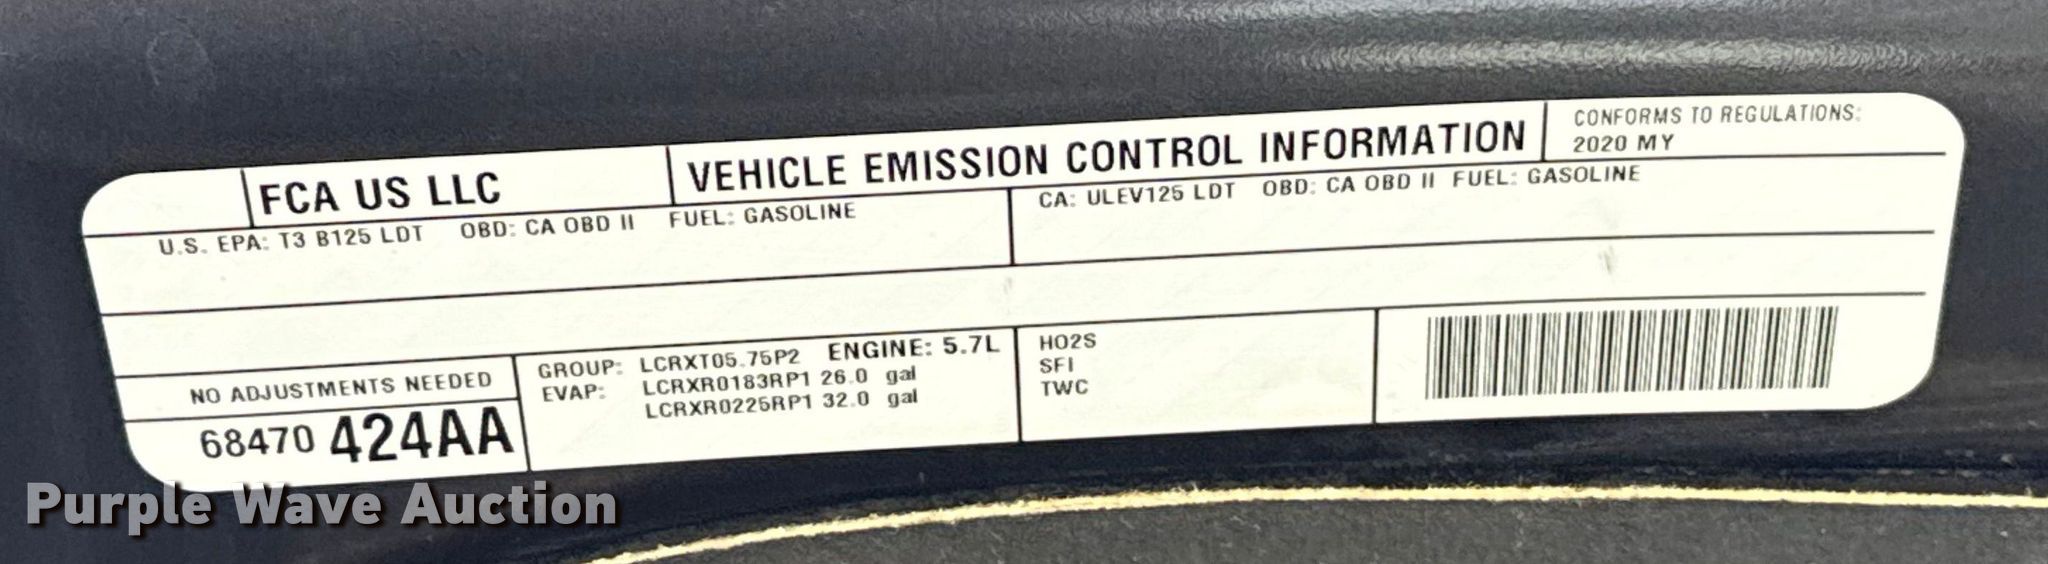 FCA US LLC
VEHICLE EMISSION CONTROL INFORMATION
CONFORMS TO REGULATIONS:
2020 MY
U.S. EPA: T3 B125 LDT OBD: CA OBD II FUEL: GASOLINE
CA: ULEV125 LDT OBD: CA OBD II FUEL: GASOLINE
NO ADJUSTMENTS NEEDED
68470 424AA
GROUP: LCRXT05.75P2 ENGINE: 5.7L
EVAP: LCRXR0183RP1 26.0 gal
LCRXR0225RP1 32.0 gal
HO2S
SFI
TWC
Purple Wave Auction